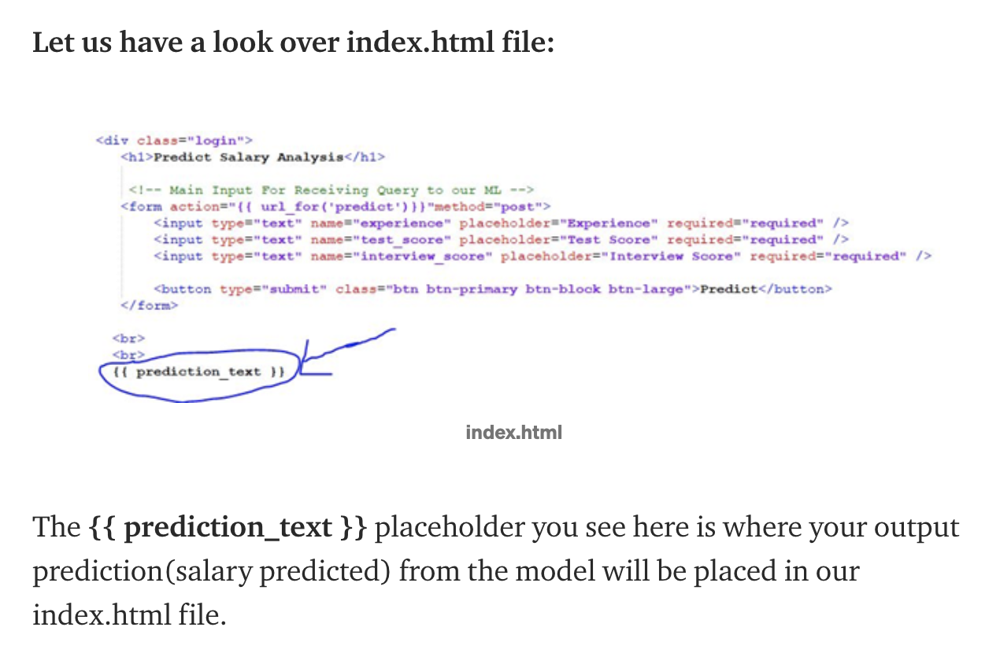 Let us have a look over index.html file:
<div class="login">
<h1>Predict Salary Analysis</h1>
<!-- Main Input For Receiving Query to our ML -->
<form action="{{ url_for('predict')}}"method="post">
<input type="text" name="experience" placeholder="Experience" required="required" />
<input type="text" name="test_score" placeholder="Test Score" required="required" />
<input type="text" name="interview_score" placeholder="Interview Score" required="required" />
<button type="submit" class="btn btn-primary btn-block btn-large">Predict</button>
</form>
<br>
<br>
{{ prediction_text }}
index.html
The {{ prediction_text }} placeholder you see here is where your output
prediction(salary predicted) from the model will be placed in our
index.html file.